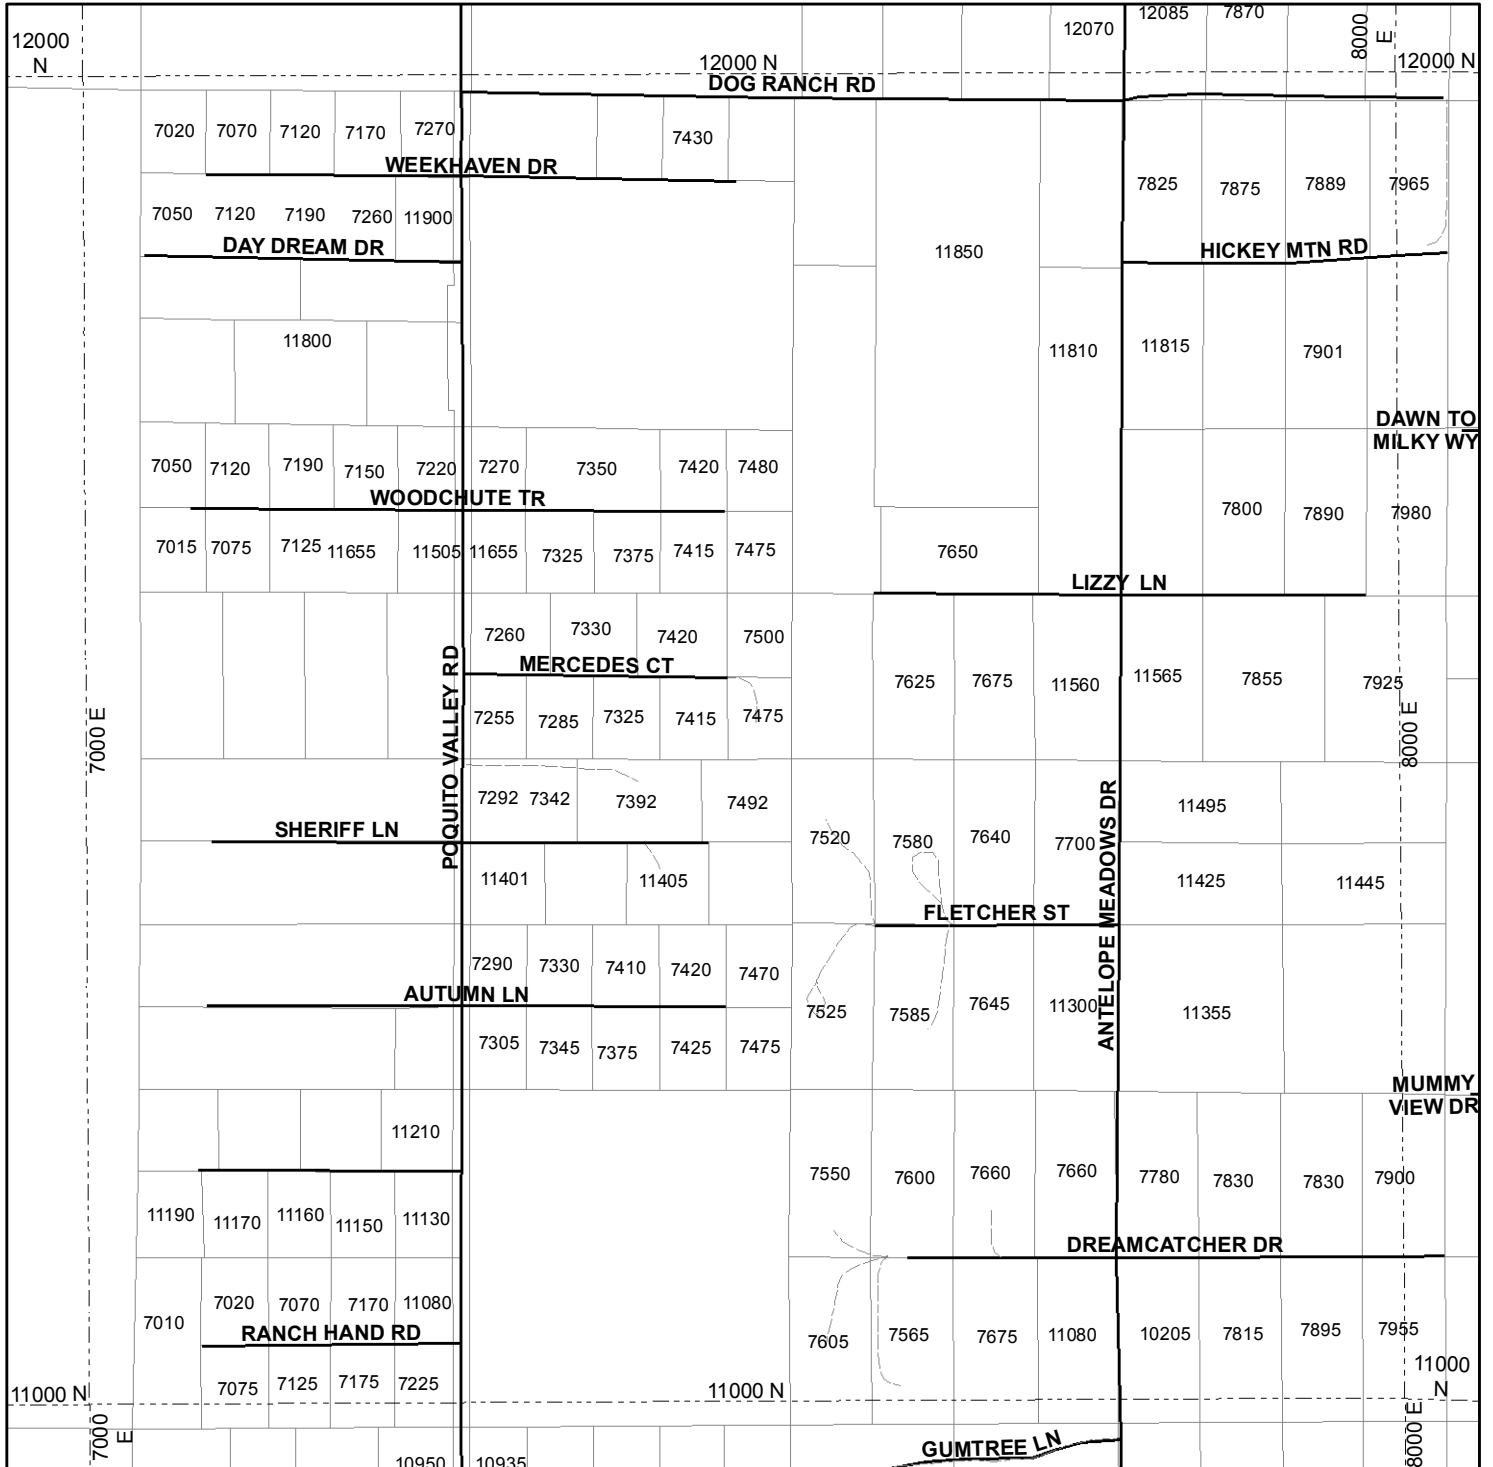 12085 7870
12070
12000
N
8000
E
12000 N
12000 N
DOG RANCH RD
7020 7070 7120 7170 7270
7430
WEEKHAVEN DR
7825 7875 7889 7965
7050 7120 7190 7260 11900
DAY DREAM DR
11850
HICKEY MTN RD
11800
11810 11815 7901
DAWN TO
MILKY WY
7050 7120 7190 7150 7220 7270 7350 7420 7480
WOODCHUTE TR
7800 7890 7980
7015 7075 7125 11655 11505 11655 7325 7375 7415 7475
7650
LIZZY LN
7260 7330 7420 7500
MERCEDES CT
7625 7675 11560 11565 7855 7925
7255 7285 7325 7415 7475
7000 E
POQUITO VALLEY RD
8000 E
7292 7342 7392 7492
11495
SHERIFF LN
7520 7580 7640 7700
ANTELOPE MEADOWS DR
11401 11405
11425 11445
FLETCHER ST
7290 7330 7410 7420 7470
AUTUMN LN
7525 7585 7645 11300 11355
7305 7345 7375 7425 7475
MUMMY
VIEW DR
11210
7550 7600 7660 7660 7780 7830 7830 7900
11190 11170 11160 11150 11130
DREAMCATCHER DR
7020 7070 7170 11080
7010
RANCH HAND RD
7605 7565 7675 11080 10205 7815 7895 7955
7075 7125 7175 7225
11000 N
11000 N
11000
N
7000
E
8000 E
GUMTREE LN
10950 10935